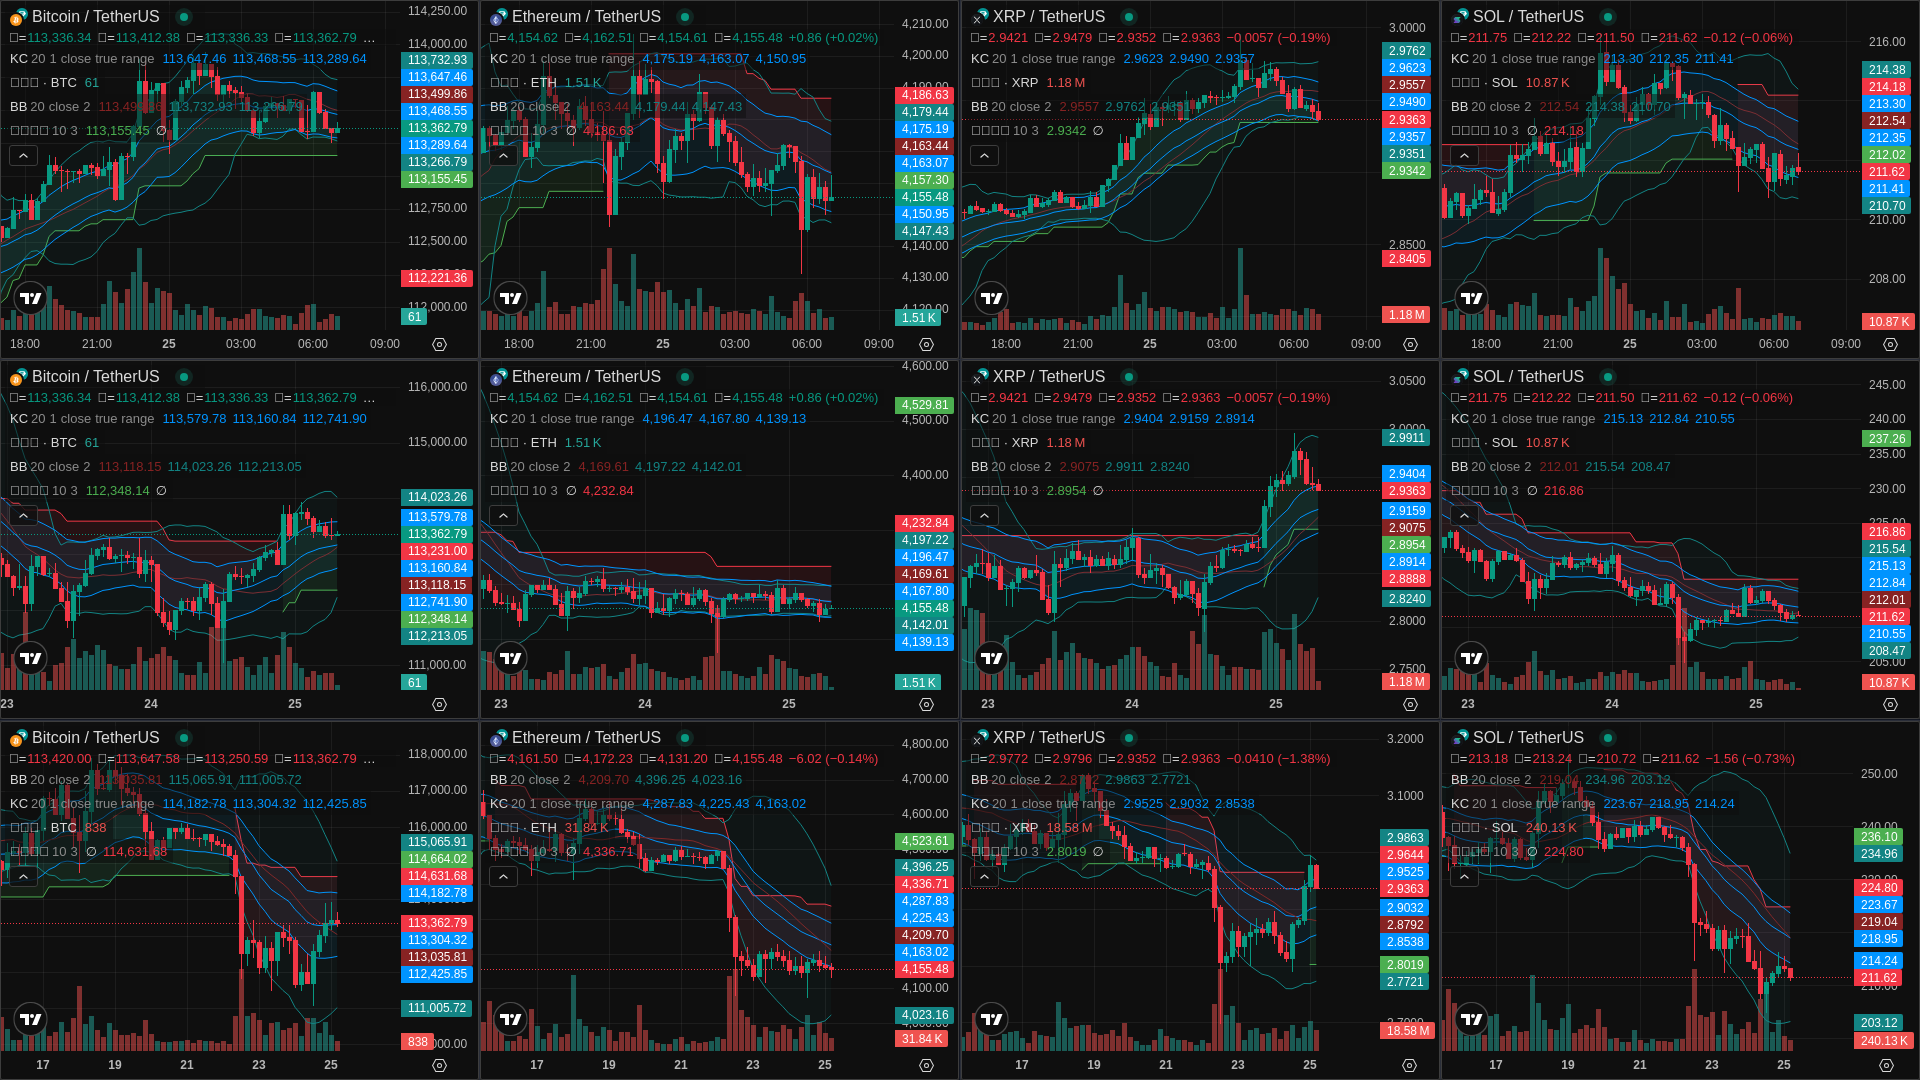 Bitcoin / TetherUS
□=113,336.34 □=113,412.38 □=113,336.33 □=113,362.79 ...
KC 20 1 close true range 113,647.46 113,468.55 113,289.64
□□□ · BTC 61
BB 20 close 2 113,732.93 113,266.79
□□□□ 10 3 113,155.45 ∅
114,250.00
114,000.00
113,732.93
113,647.46
113,499.86
113,468.55
113,362.79
113,289.64
113,266.79
113,155.45
112,750.00
112,500.00
112,221.36
112,000.00
61
18:00 21:00 25 03:00 06:00 09:00
Ethereum / TetherUS
□=4,154.62 □=4,162.51 □=4,154.61 □=4,155.48 +0.86 (+0.02%)
KC 20 1 close true range 4,175.19 4,163.07 4,150.95
□□□ · ETH 1.51 K
BB 20 close 2 4,163.44 4,179.44 4,147.43
□□□□ 10 3 ∅ 4,186.63
4,210.00
4,200.00
4,186.63
4,179.44
4,175.19
4,163.44
4,163.07
4,157.30
4,155.48
4,150.95
4,147.43
4,140.00
4,130.00
1.51 K
18:00 21:00 25 03:00 06:00 09:00
XRP / TetherUS
□=2.9421 □=2.9479 □=2.9352 □=2.9363 −0.0057 (−0.19%)
KC 20 1 close true range 2.9623 2.9490 2.9357
□□□ · XRP 1.18 M
BB 20 close 2 2.9557 2.9762 2.9351
□□□□ 10 3 2.9342 ∅
3.0000
2.9762
2.9623
2.9557
2.9490
2.9363
2.9357
2.9351
2.9342
2.8500
2.8405
1.18 M
18:00 21:00 25 03:00 06:00 09:00
SOL / TetherUS
□=211.75 □=212.22 □=211.50 □=211.62 −0.12 (−0.06%)
KC 20 1 close true range 213.30 212.35 211.41
□□□ · SOL 10.87 K
BB 20 close 2 212.54 214.38 210.70
□□□□ 10 3 ∅ 214.18
216.00
214.38
214.18
213.30
212.54
212.35
212.02
211.62
211.41
210.70
210.00
208.00
10.87 K
18:00 21:00 25 03:00 06:00 09:00
Bitcoin / TetherUS
□=113,336.34 □=113,412.38 □=113,336.33 □=113,362.79 ...
KC 20 1 close true range 113,579.78 113,160.84 112,741.90
□□□ · BTC 61
BB 20 close 2 113,118.15 114,023.26 112,213.05
□□□□ 10 3 112,348.14 ∅
116,000.00
115,000.00
114,023.26
113,579.78
113,362.79
113,231.00
113,160.84
113,118.15
112,741.90
112,348.14
112,213.05
111,000.00
61
23 24 25
Ethereum / TetherUS
□=4,154.62 □=4,162.51 □=4,154.61 □=4,155.48 +0.86 (+0.02%)
KC 20 1 close true range 4,196.47 4,167.80 4,139.13
□□□ · ETH 1.51 K
BB 20 close 2 4,169.61 4,197.22 4,142.01
□□□□ 10 3 ∅ 4,232.84
4,600.00
4,529.81
4,500.00
4,400.00
4,232.84
4,197.22
4,196.47
4,169.61
4,167.80
4,155.48
4,142.01
4,139.13
1.51 K
23 24 25
XRP / TetherUS
□=2.9421 □=2.9479 □=2.9352 □=2.9363 −0.0057 (−0.19%)
KC 20 1 close true range 2.9404 2.9159 2.8914
□□□ · XRP 1.18 M
BB 20 close 2 2.9075 2.9911 2.8240
□□□□ 10 3 2.8954 ∅
3.0500
3.0000
2.9911
2.9404
2.9363
2.9159
2.9075
2.8954
2.8914
2.8888
2.8240
2.8000
2.7500
1.18 M
23 24 25
SOL / TetherUS
□=211.75 □=212.22 □=211.50 □=211.62 −0.12 (−0.06%)
KC 20 1 close true range 215.13 212.84 210.55
□□□ · SOL 10.87 K
BB 20 close 2 212.01 215.54 208.47
□□□□ 10 3 ∅ 216.86
245.00
240.00
237.26
235.00
230.00
225.00
216.86
215.54
215.13
212.84
212.01
211.62
210.55
208.47
205.00
10.87 K
23 24 25
Bitcoin / TetherUS
□=113,420.00 □=113,647.58 □=113,250.59 □=113,362.79 ...
BB 20 close 2 113,035.81 115,065.91 111,005.72
KC 20 1 close true range 114,182.78 113,304.32 112,425.85
□□□ · BTC 838
□□□□ 10 3 ∅ 114,631.68
118,000.00
117,000.00
116,000.00
115,065.91
114,664.02
114,631.68
114,182.78
113,362.79
113,304.32
113,035.81
112,425.85
111,005.72
838
17 19 21 23 25
Ethereum / TetherUS
□=4,161.50 □=4,172.23 □=4,131.20 □=4,155.48 −6.02 (−0.14%)
BB 20 close 2 4,209.70 4,396.25 4,023.16
KC 20 1 close true range 4,287.83 4,225.43 4,163.02
□□□ · ETH 31.84 K
□□□□ 10 3 ∅ 4,336.71
4,800.00
4,700.00
4,600.00
4,523.61
4,396.25
4,336.71
4,287.83
4,225.43
4,209.70
4,163.02
4,155.48
4,100.00
4,023.16
31.84 K
17 19 21 23 25
XRP / TetherUS
□=2.9772 □=2.9796 □=2.9352 □=2.9363 −0.0410 (−1.38%)
BB 20 close 2 2.8792 2.9863 2.7721
KC 20 1 close true range 2.9525 2.9032 2.8538
□□□ · XRP 18.58 M
□□□□ 10 3 2.8019 ∅
3.2000
3.1000
2.9863
2.9644
2.9525
2.9363
2.9032
2.8792
2.8538
2.8019
2.7721
2.7000
18.58 M
17 19 21 23 25
SOL / TetherUS
□=213.18 □=213.24 □=210.72 □=211.62 −1.56 (−0.73%)
BB 20 close 2 219.04 234.96 203.12
KC 20 1 close true range 223.67 218.95 214.24
□□□ · SOL 240.13 K
□□□□ 10 3 ∅ 224.80
250.00
240.00
236.10
234.96
224.80
223.67
219.04
218.95
214.24
211.62
210.00
203.12
240.13 K
17 19 21 23 25